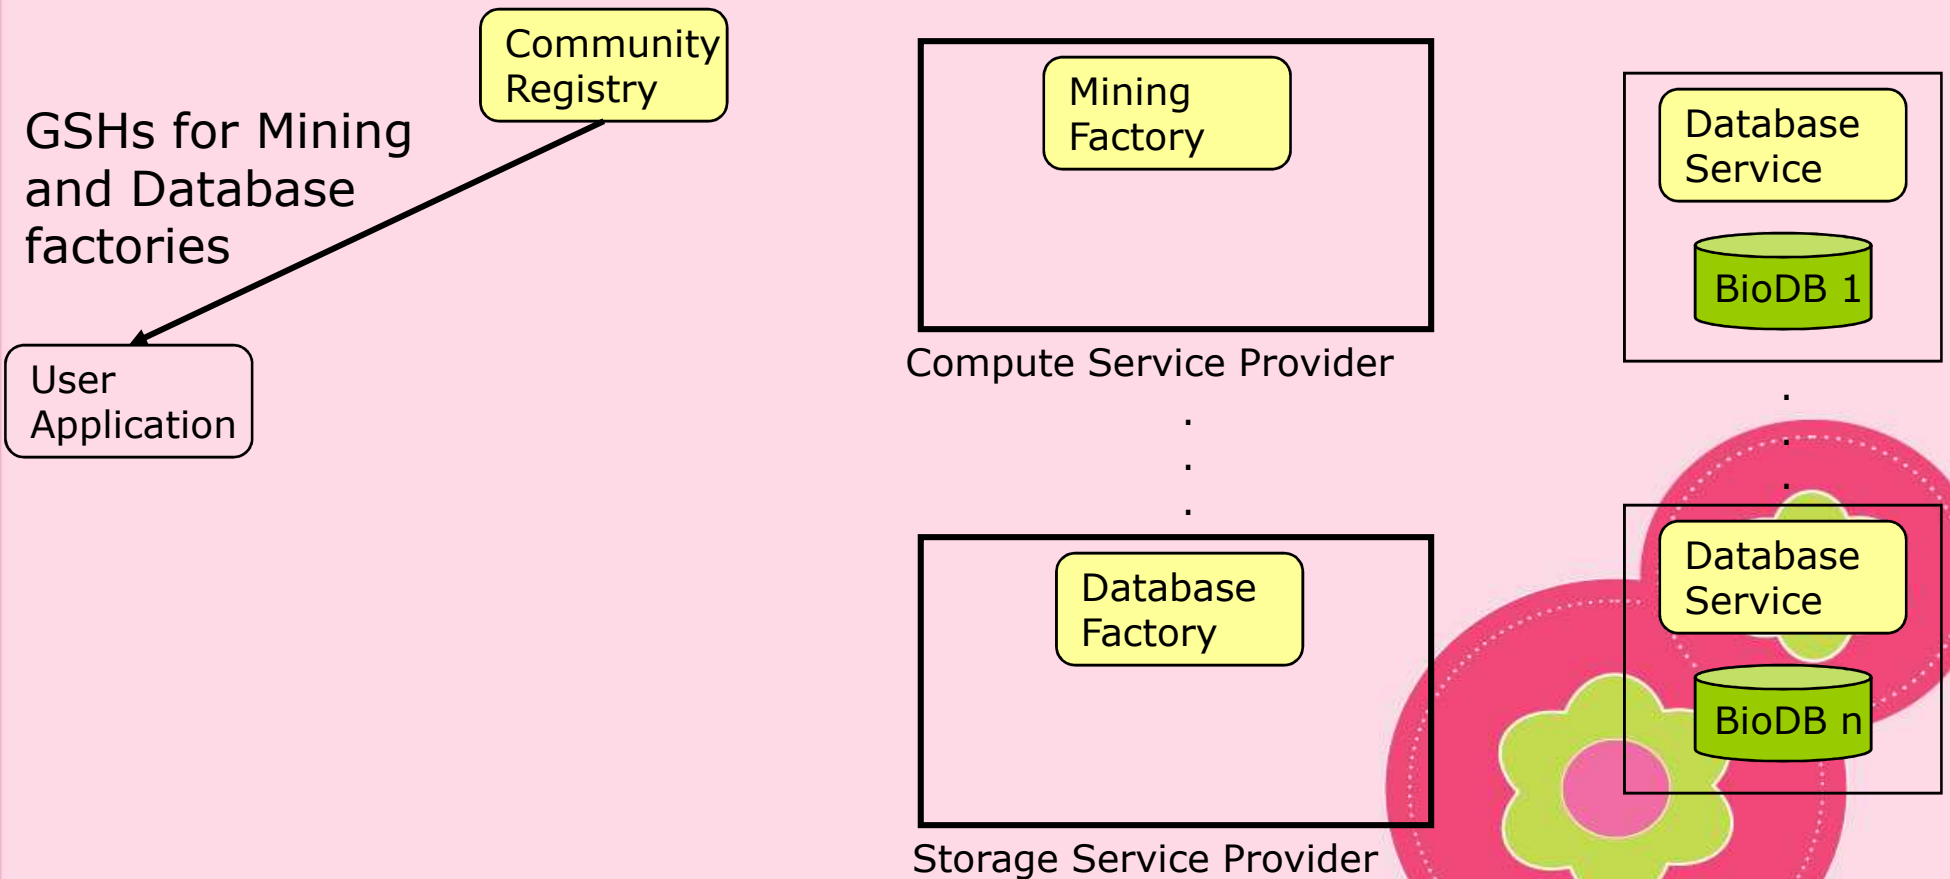 Community
Registry
GSHs for Mining
and Database
factories
User
Application
Mining
Factory
Compute Service Provider
.
.
.
Database
Factory
Storage Service Provider
Database
Service
BioDB 1
.
.
.
Database
Service
BioDB n